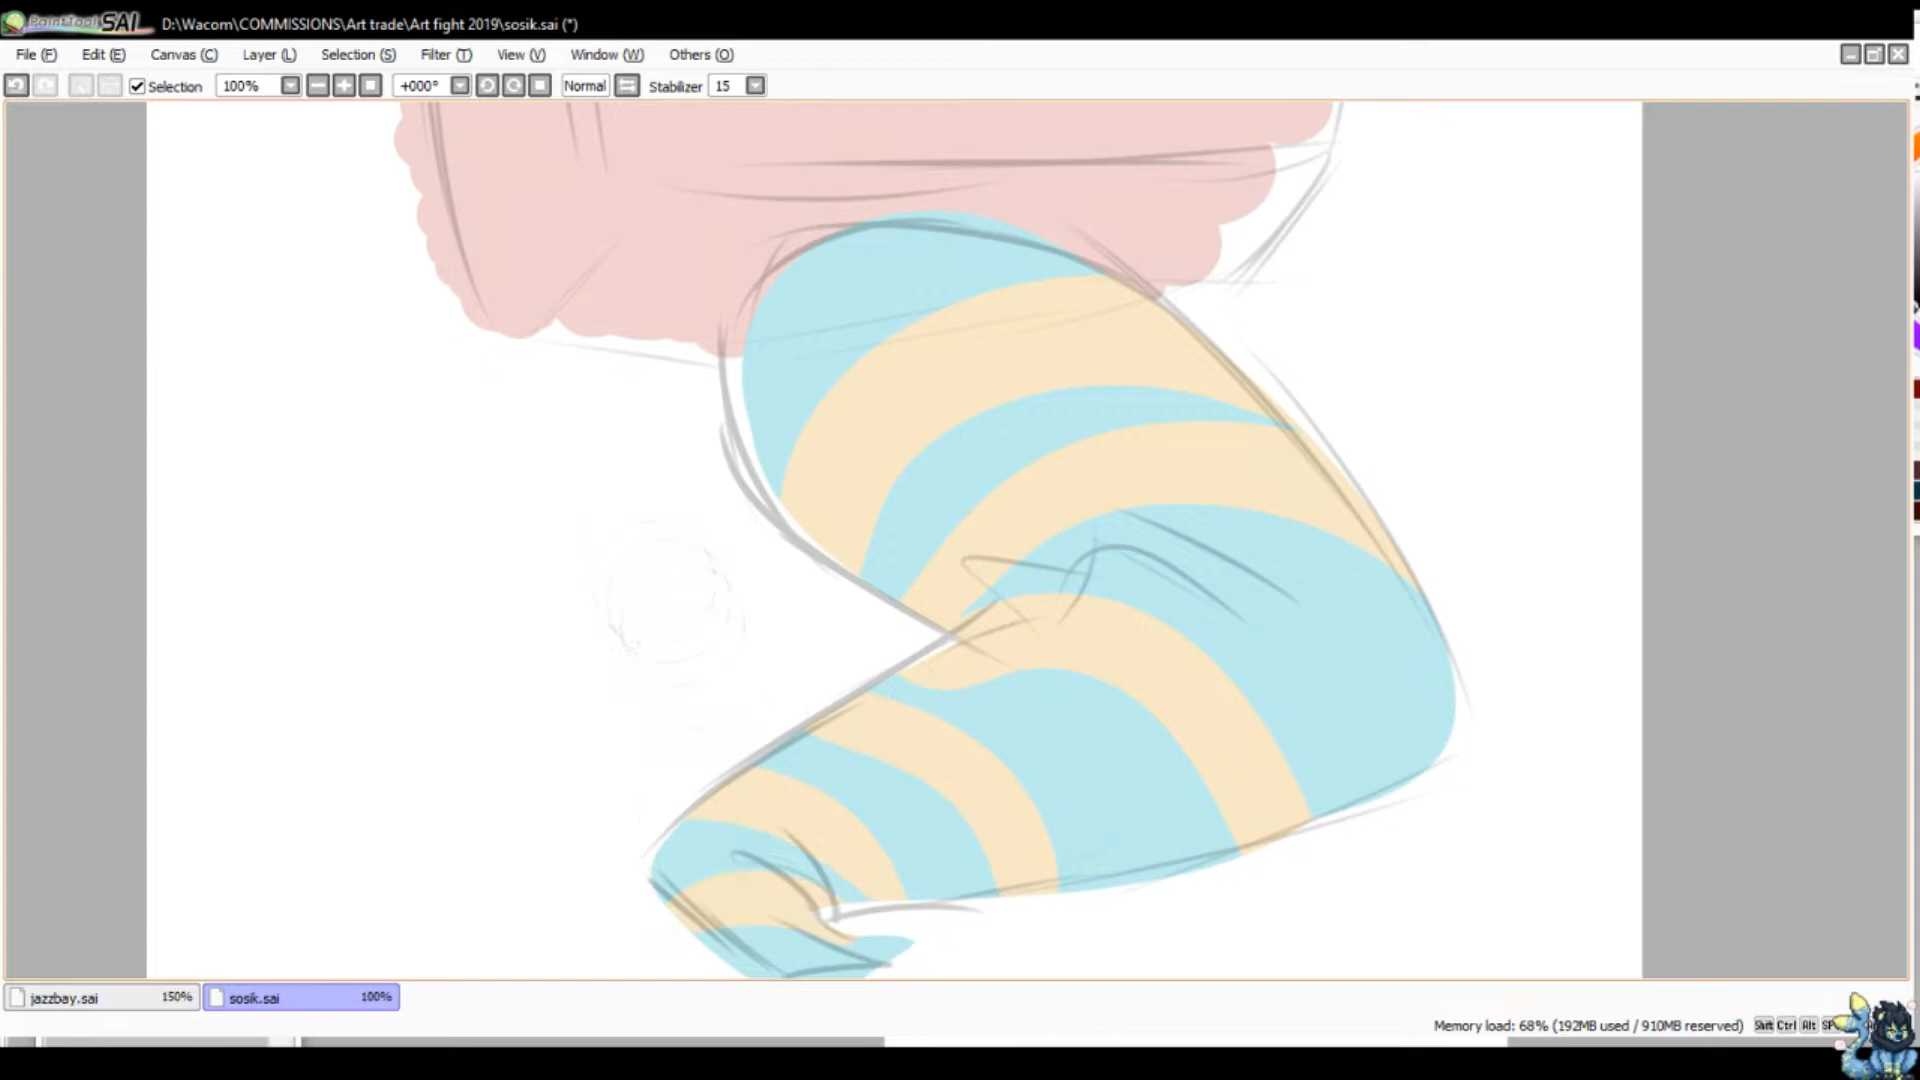 PaintTool SAI D:\Wacom\COMMISSIONS\Art trade\Art fight 2019\sosik.sai (*)
File (F) Edit (E) Canvas (C) Layer (L) Selection (S) Filter (T) View (V) Window (W) Others (O)
Selection 100% +000° Normal Stabilizer 15
jazzbay.sai 150% sosik.sai 100%
Memory load: 68% (192MB used / 910MB reserved) Shift Ctrl Alt